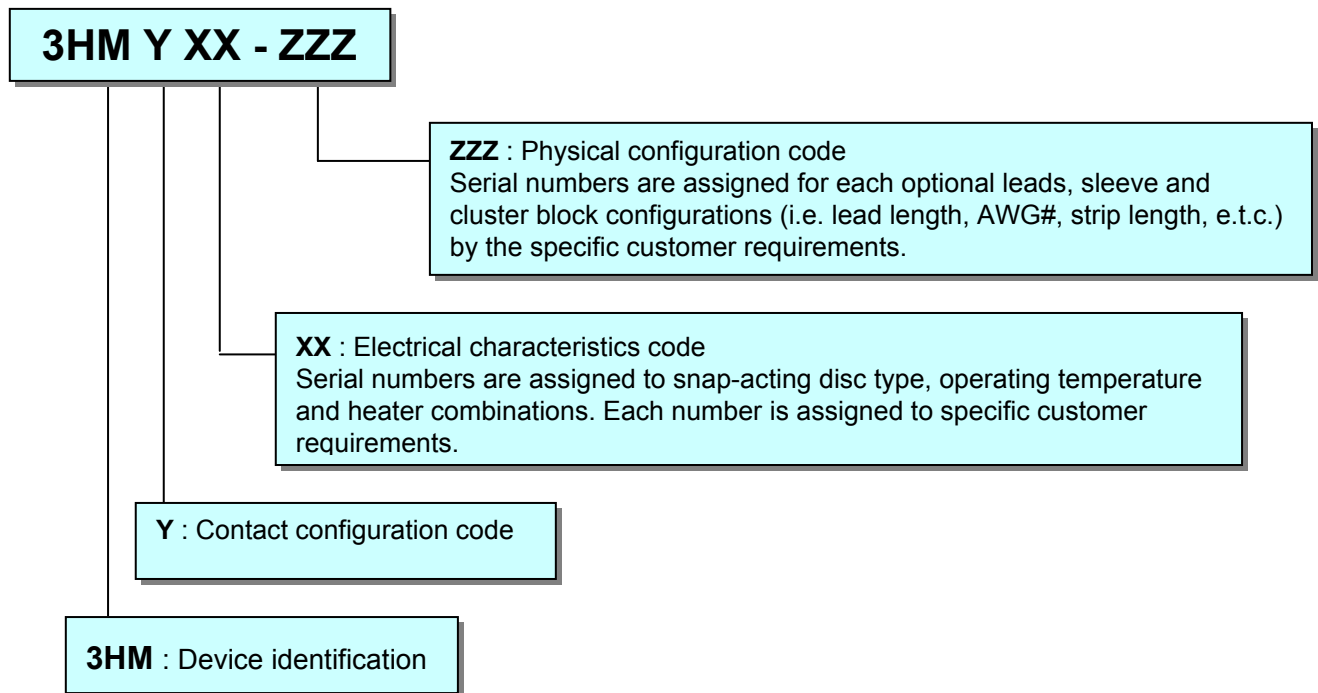 3HM Y XX - ZZZ
ZZZ : Physical configuration code
Serial numbers are assigned for each optional leads, sleeve and
cluster block configurations (i.e. lead length, AWG#, strip length, e.t.c.)
by the specific customer requirements.
XX : Electrical characteristics code
Serial numbers are assigned to snap-acting disc type, operating temperature
and heater combinations. Each number is assigned to specific customer
requirements.
Y : Contact configuration code
3HM : Device identification